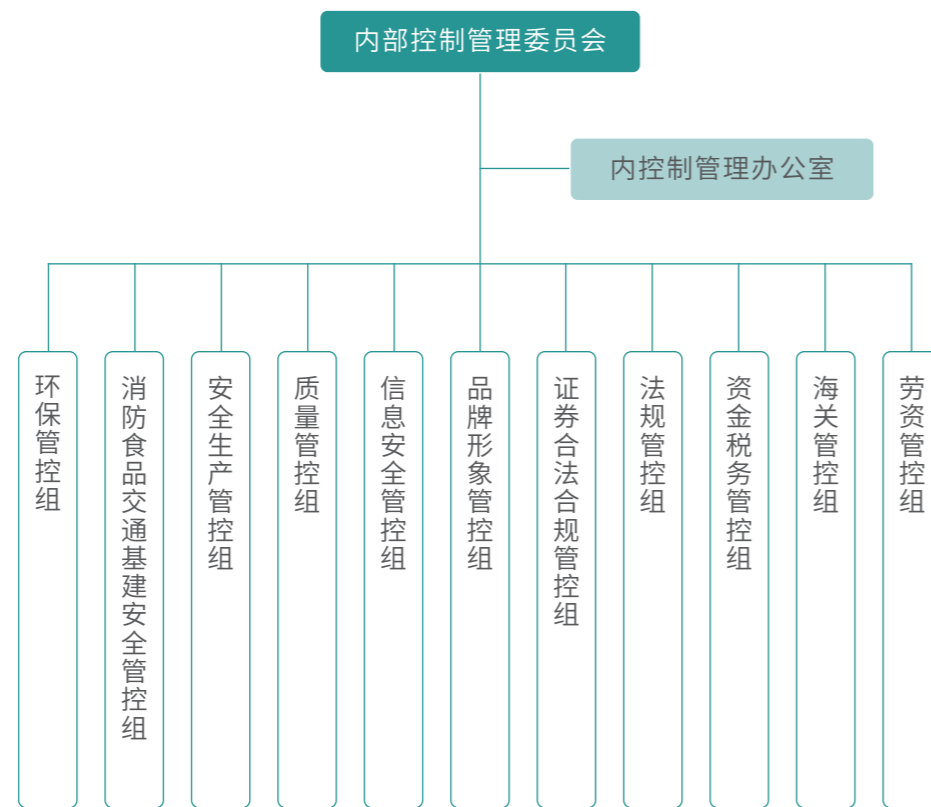 内部控制管理委员会
内控制管理办公室
环保管控组
消防食品交通基建安全管控组
安全生产管控组
质量管控组
信息安全管控组
品牌形象管控组
证券合法合规管控组
法规管控组
资金税务管控组
海关管控组
劳资管控组